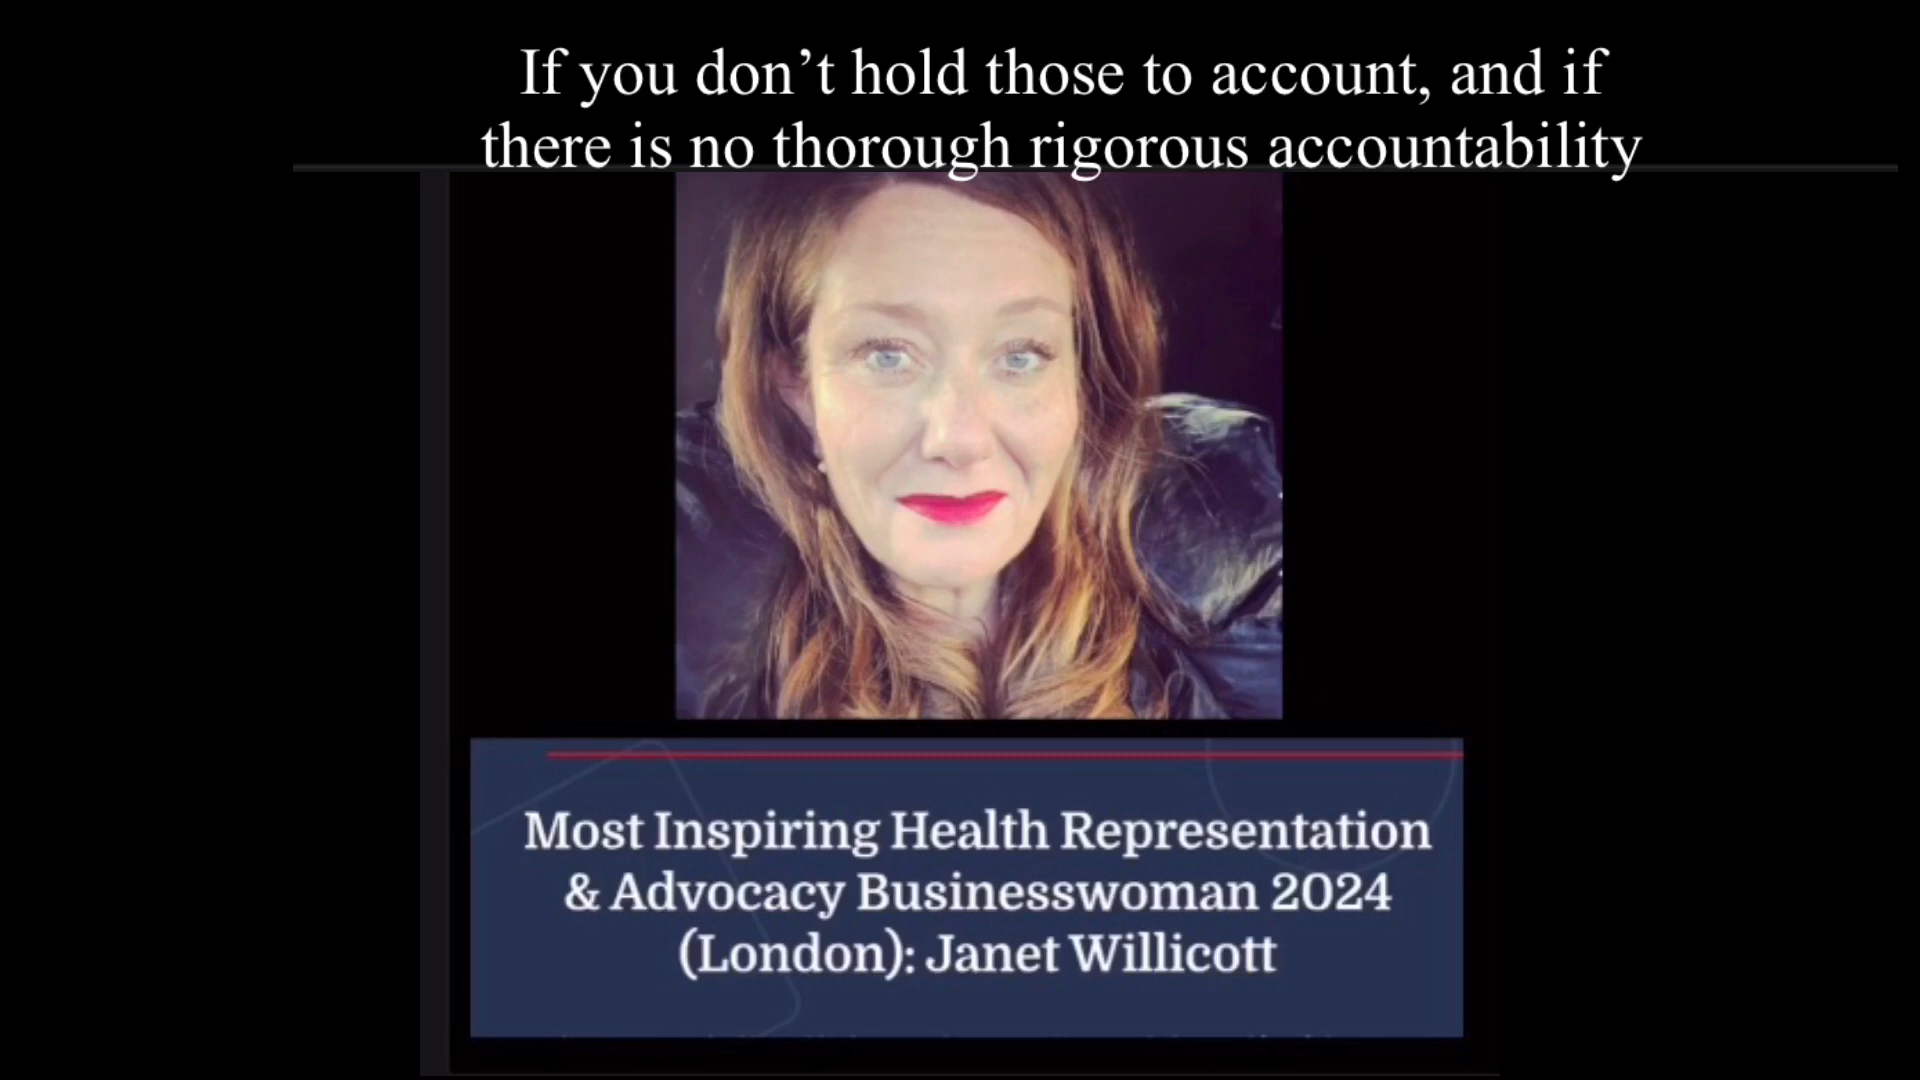 If you don’t hold those to account, and if
there is no thorough rigorous accountability
Most Inspiring Health Representation
& Advocacy Businesswoman 2024
(London): Janet Willicott